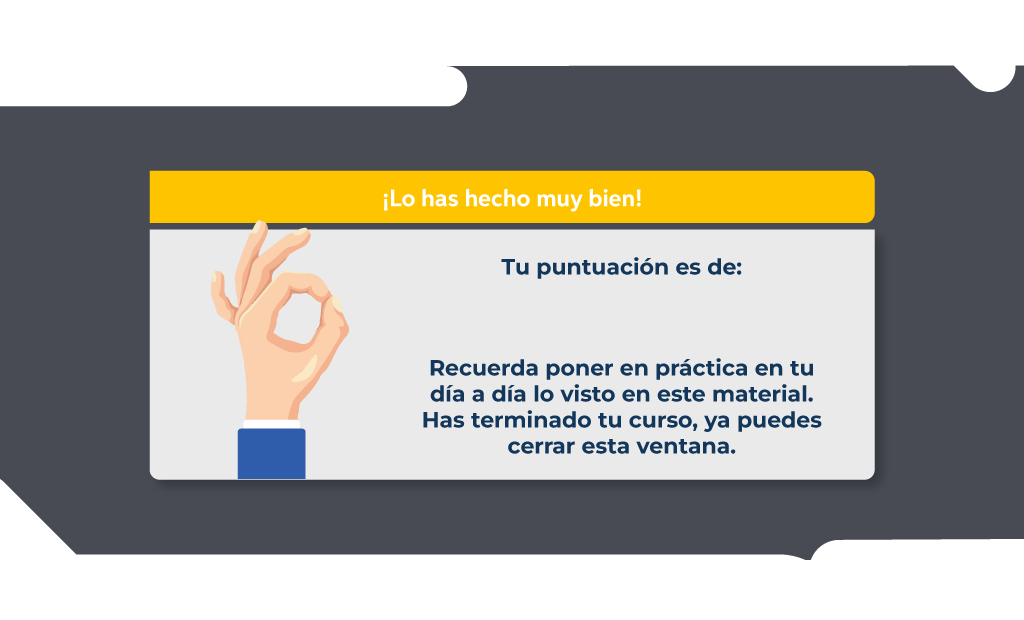 ¡Lo has hecho muy bien!
Tu puntuación es de:
Recuerda poner en práctica en tu
día a día lo visto en este material.
Has terminado tu curso, ya puedes
cerrar esta ventana.